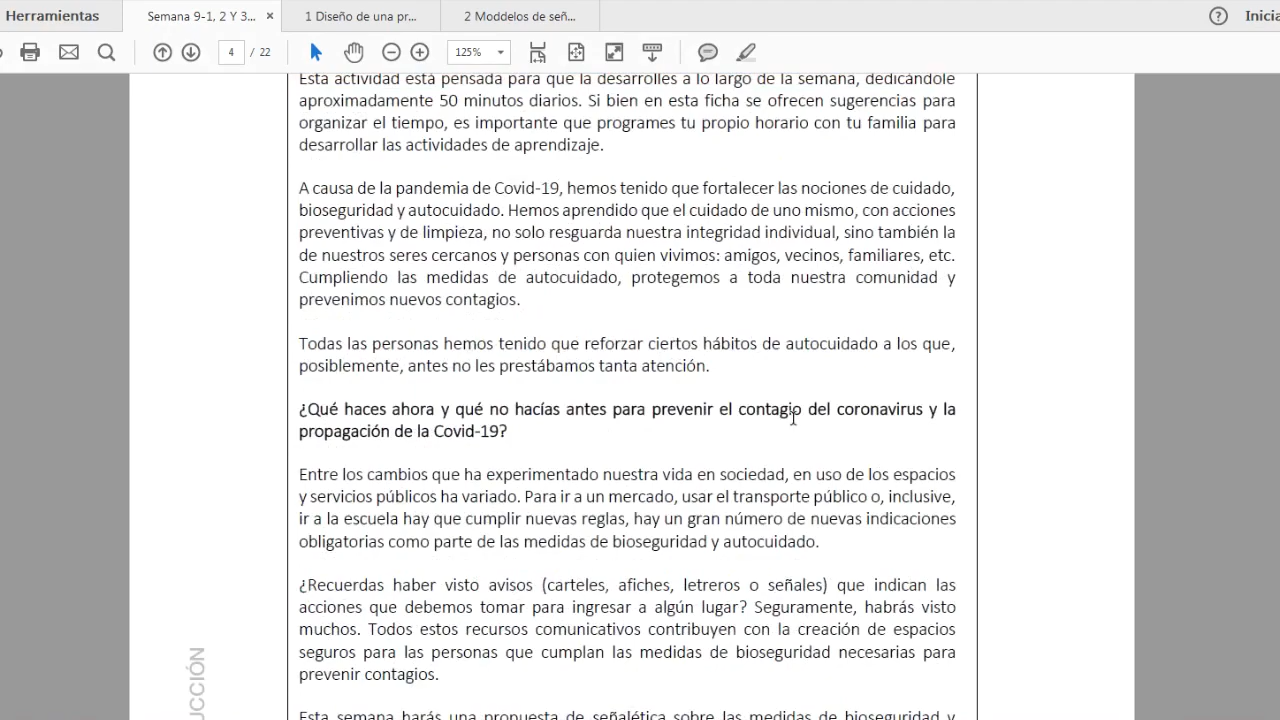 Herramientas
Semana 9-1, 2 Y 3... ×
1 Diseño de una pr...
2 Moddelos de señ...
? Inicia
4 / 22
125%
Esta actividad está pensada para que la desarrolles a lo largo de la semana, dedicándole
aproximadamente 50 minutos diarios. Si bien en esta ficha se ofrecen sugerencias para
organizar el tiempo, es importante que programes tu propio horario con tu familia para
desarrollar las actividades de aprendizaje.
A causa de la pandemia de Covid-19, hemos tenido que fortalecer las nociones de cuidado,
bioseguridad y autocuidado. Hemos aprendido que el cuidado de uno mismo, con acciones
preventivas y de limpieza, no solo resguarda nuestra integridad individual, sino también la
de nuestros seres cercanos y personas con quien vivimos: amigos, vecinos, familiares, etc.
Cumpliendo las medidas de autocuidado, protegemos a toda nuestra comunidad y
prevenimos nuevos contagios.
Todas las personas hemos tenido que reforzar ciertos hábitos de autocuidado a los que,
posiblemente, antes no les prestábamos tanta atención.
¿Qué haces ahora y qué no hacías antes para prevenir el contagio del coronavirus y la
propagación de la Covid-19?
Entre los cambios que ha experimentado nuestra vida en sociedad, en uso de los espacios
y servicios públicos ha variado. Para ir a un mercado, usar el transporte público o, inclusive,
ir a la escuela hay que cumplir nuevas reglas, hay un gran número de nuevas indicaciones
obligatorias como parte de las medidas de bioseguridad y autocuidado.
¿Recuerdas haber visto avisos (carteles, afiches, letreros o señales) que indican las
acciones que debemos tomar para ingresar a algún lugar? Seguramente, habrás visto
muchos. Todos estos recursos comunicativos contribuyen con la creación de espacios
seguros para las personas que cumplan las medidas de bioseguridad necesarias para
prevenir contagios.
UCCIÓN
Esta semana harás una propuesta de señalética sobre las medidas de bioseguridad y